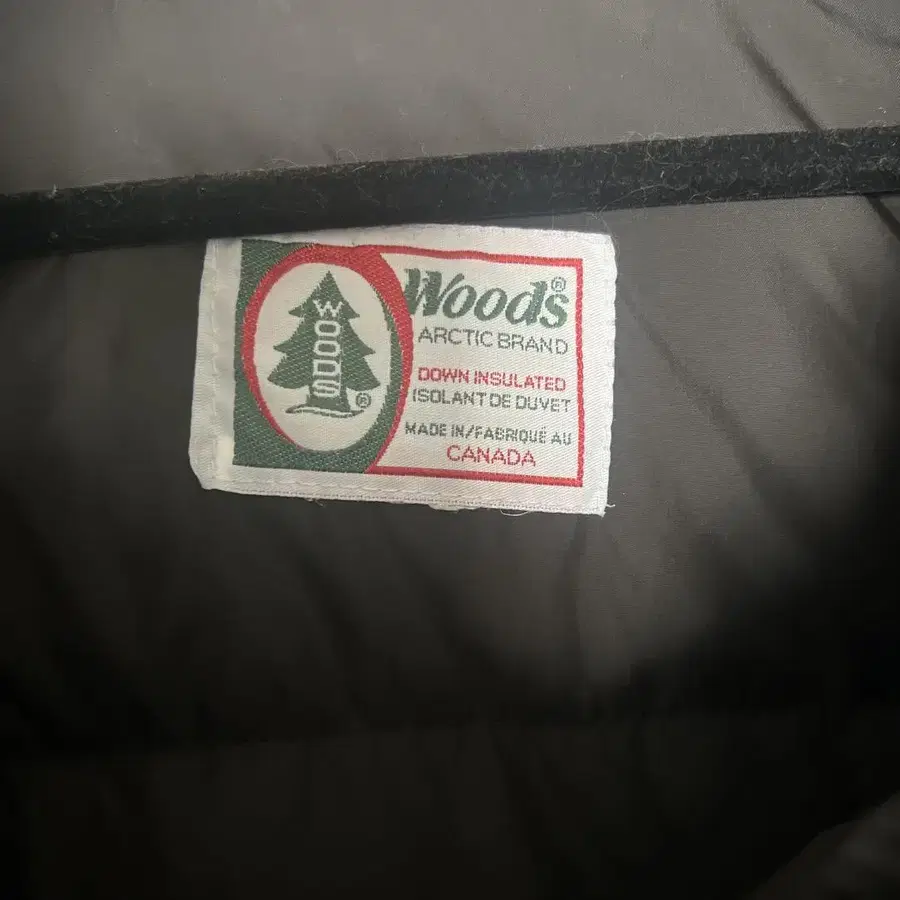 WOODS
®
Woods®
ARCTIC BRAND
DOWN INSULATED
ISOLANT DE DUVET
MADE IN/FABRIQUÉ AU
CANADA